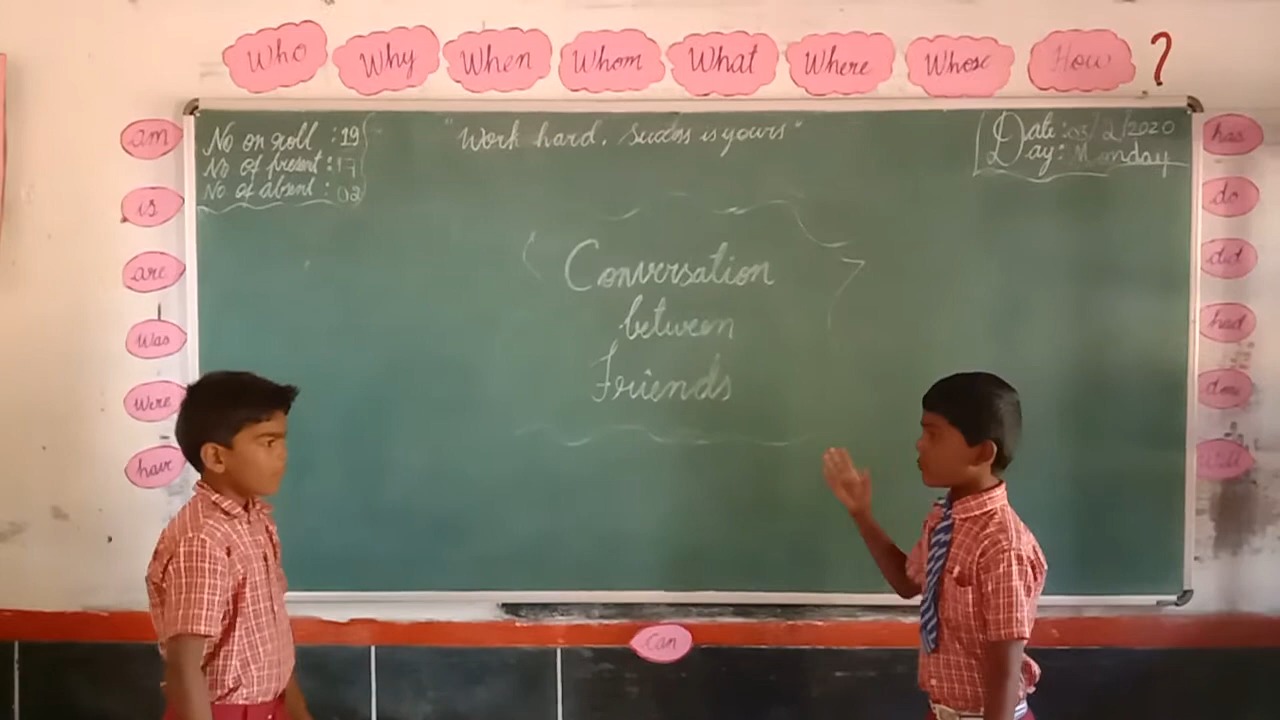 Who Why When Whom What Where Whose How ?
am
is
are
was
were
have
No on roll : 19
No of present : 17
No of absent : 02
"Work hard, Success is yours"
Date : 03/2/2020
Day : Monday
Conversation
between
Friends
has
do
did
had
Can